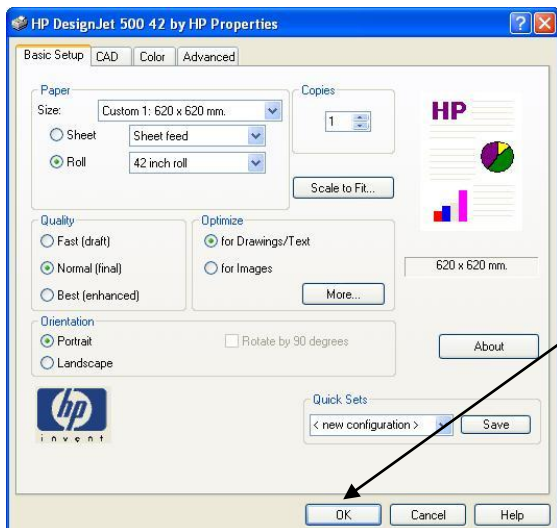 HP DesignJet 500 42 by HP Properties
Basic Setup CAD Color Advanced
Paper
Size: Custom 1: 620 x 620 mm.
Sheet Sheet feed
Roll 42 inch roll
Copies
1
Scale to Fit...
HP
620 x 620 mm.
Quality
Fast (draft)
Normal (final)
Best (enhanced)
Optimize
for Drawings/Text
for Images
More...
Orientation
Portrait
Landscape
Rotate by 90 degrees
About
hp
invent
Quick Sets
< new configuration > Save
OK Cancel Help